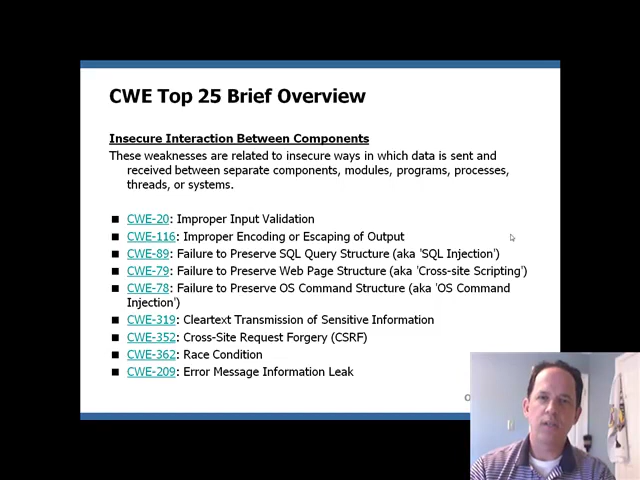 CWE Top 25 Brief Overview
Insecure Interaction Between Components
These weaknesses are related to insecure ways in which data is sent and
received between separate components, modules, programs, processes,
threads, or systems.
■ CWE-20: Improper Input Validation
■ CWE-116: Improper Encoding or Escaping of Output
■ CWE-89: Failure to Preserve SQL Query Structure (aka 'SQL Injection')
■ CWE-79: Failure to Preserve Web Page Structure (aka 'Cross-site Scripting')
■ CWE-78: Failure to Preserve OS Command Structure (aka 'OS Command
Injection')
■ CWE-319: Cleartext Transmission of Sensitive Information
■ CWE-352: Cross-Site Request Forgery (CSRF)
■ CWE-362: Race Condition
■ CWE-209: Error Message Information Leak